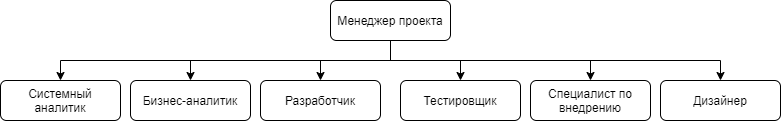 Менеджер проекта
Системный
аналитик
Бизнес-аналитик
Разработчик
Тестировщик
Специалист по
внедрению
Дизайнер